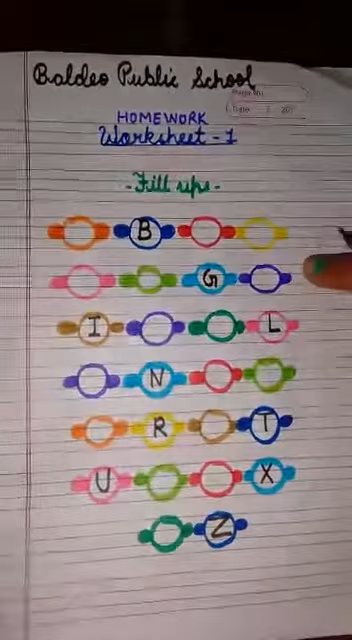 Baldeo Public School
HOMEWORK
Worksheet - 1
- Fill ups -
B
G
I L
N
R T
U X
Z